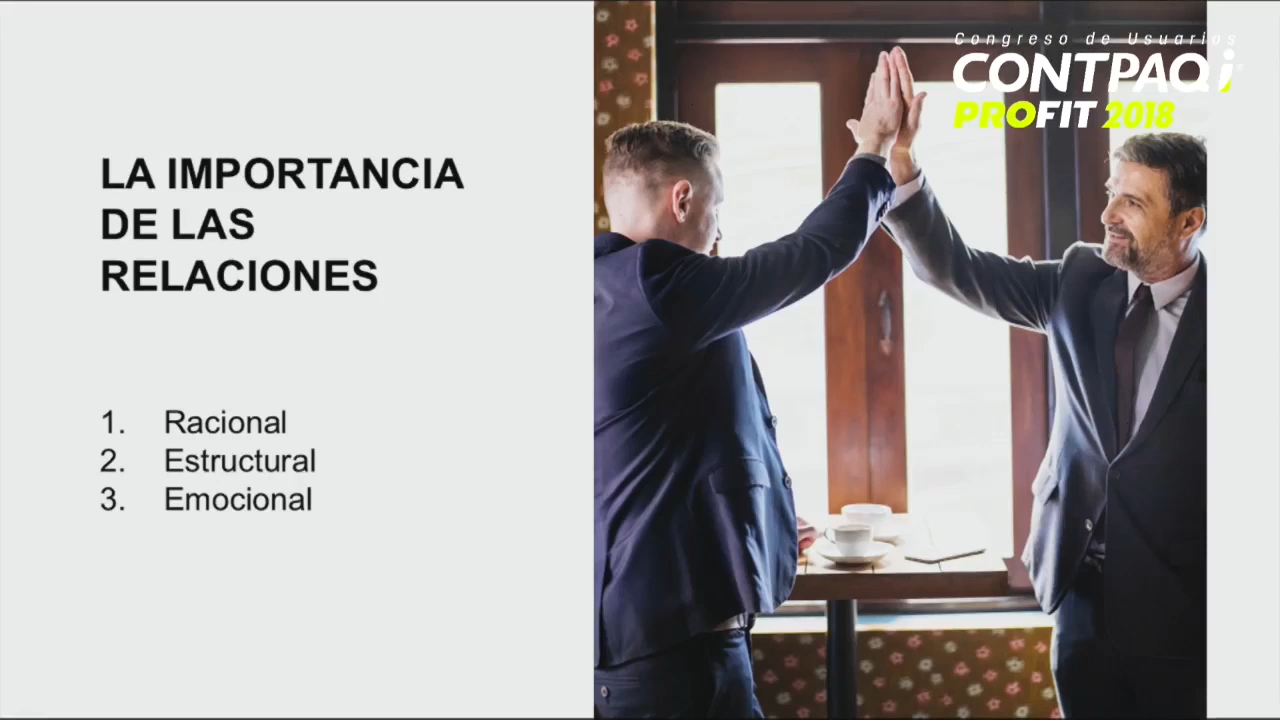 Congreso de Usuarios
CONTPAQi
PROFIT 2018
LA IMPORTANCIA
DE LAS
RELACIONES
1. Racional
2. Estructural
3. Emocional